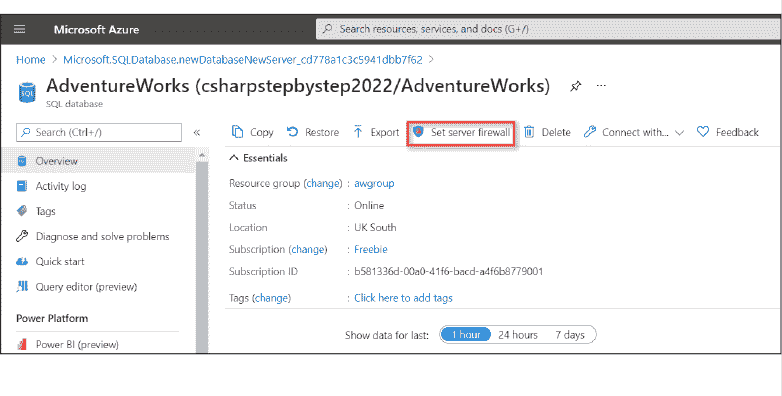 Microsoft Azure
Search resources, services, and docs (G+/)
Home > Microsoft.SQLDatabase.newDatabaseNewServer_cd778a1c3c5941dbb7f62 >
AdventureWorks (csharpstepbystep2022/AdventureWorks)
SQL database
Search (Ctrl+/)
Copy Restore Export Set server firewall Delete Connect with... Feedback
Overview
Activity log
Tags
Diagnose and solve problems
Quick start
Query editor (preview)
Power Platform
Power BI (preview)
Essentials
Resource group (change) : awgroup
Status : Online
Location : UK South
Subscription (change) : Freebie
Subscription ID : b581336d-00a0-41f6-bacd-a4f6b8779001
Tags (change) : Click here to add tags
Show data for last: 1 hour 24 hours 7 days